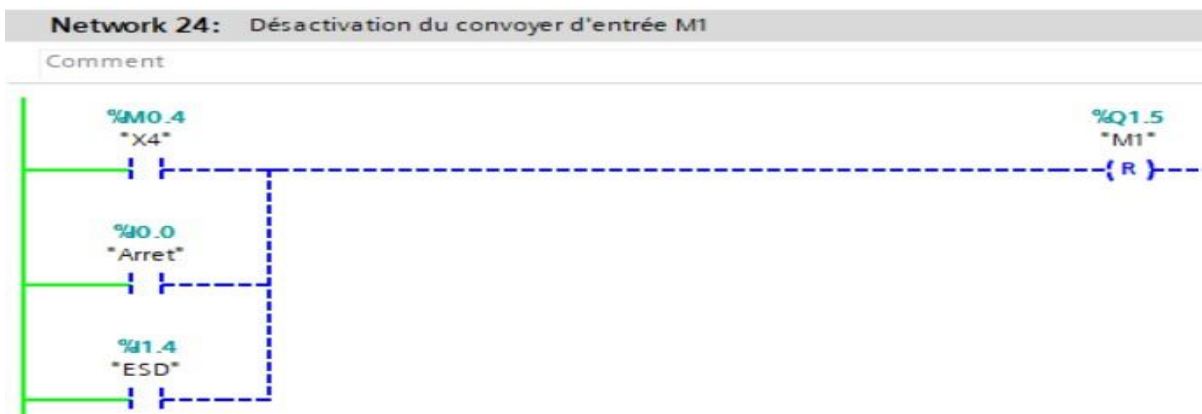 Network 24: Désactivation du convoyer d'entrée M1
Comment
%M0.4
"X4"
%Q1.5
"M1"
R
%I0.0
"Arret"
%I1.4
"ESD"